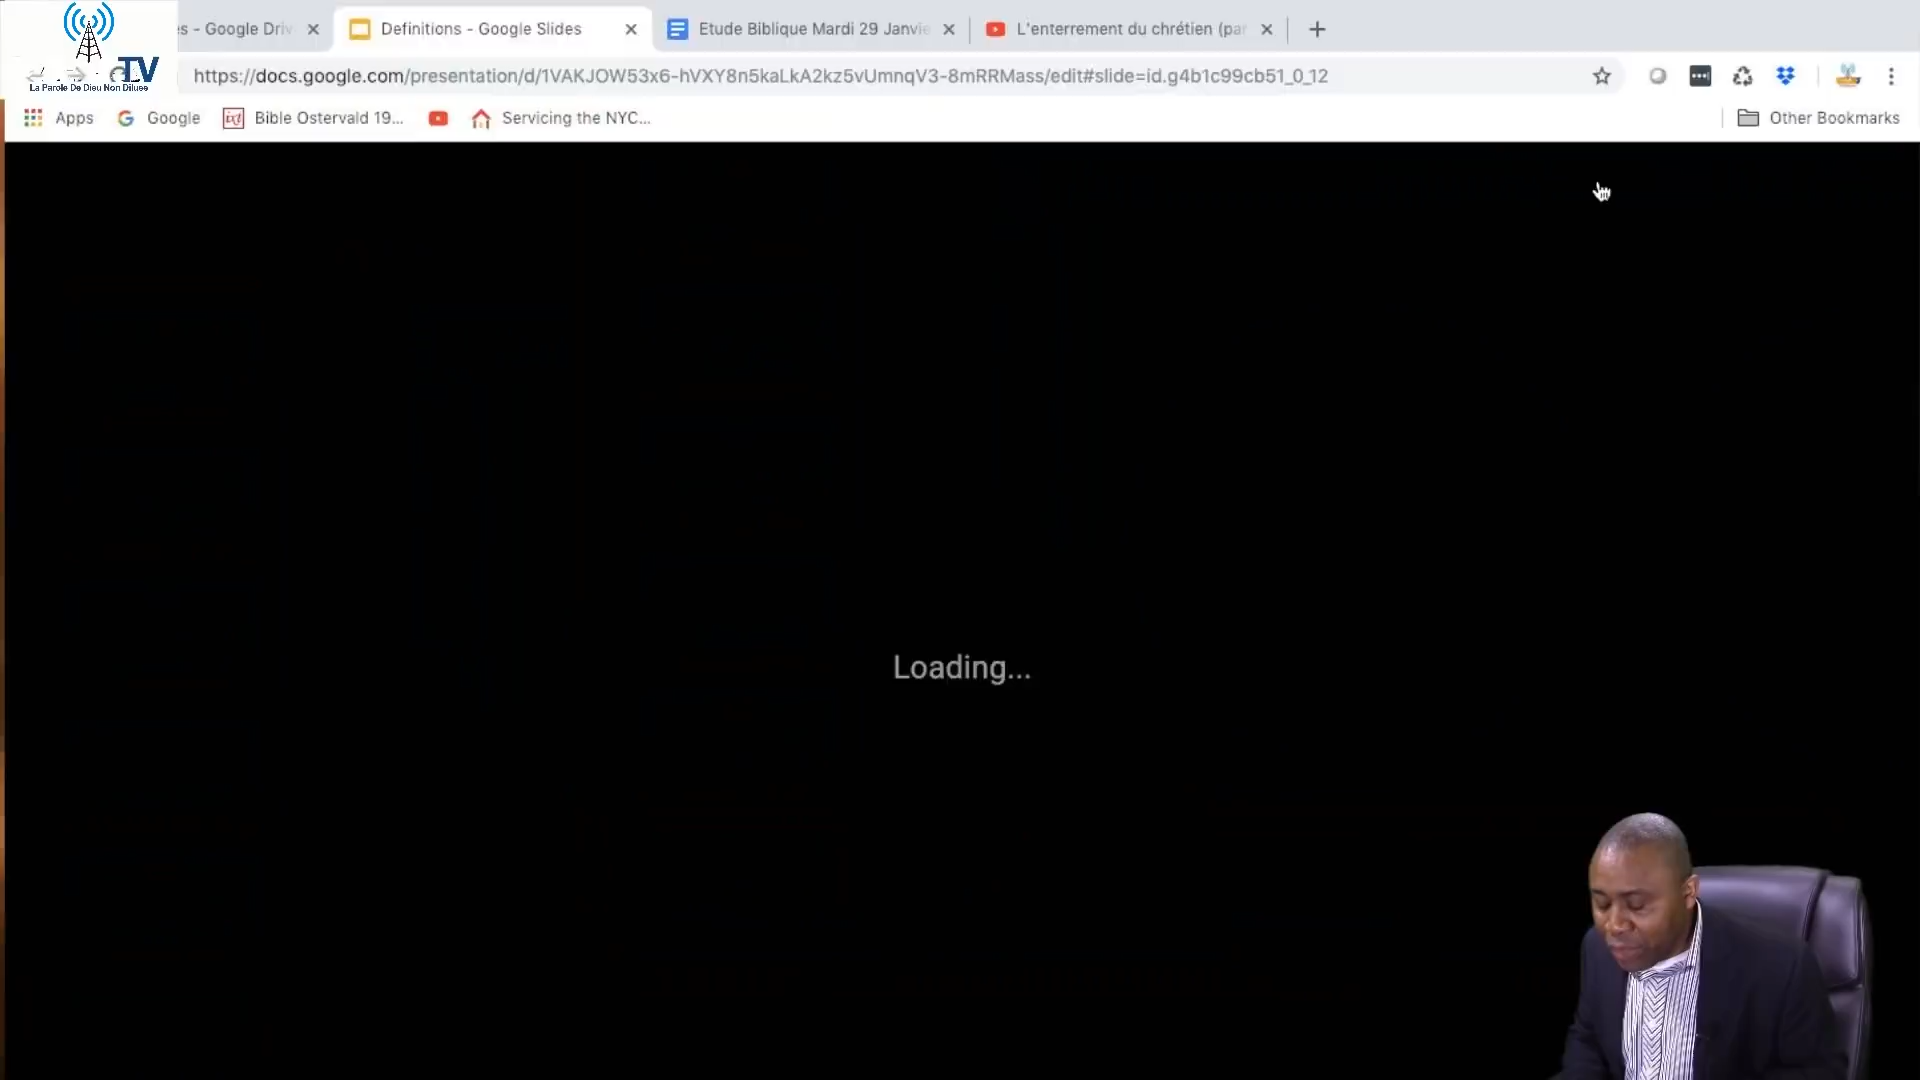 TV
La Parole De Dieu Non Diluee
es - Google Driv
Definitions - Google Slides
Etude Biblique Mardi 29 Janvie
L'enterrement du chrétien (par
https://docs.google.com/presentation/d/1VAKJOW53x6-hVXY8n5kaLkA2kz5vUmnqV3-8mRRMass/edit#slide=id.g4b1c99cb51_0_12
Apps
Google
Bible Ostervald 19...
Servicing the NYC...
Other Bookmarks
Loading...